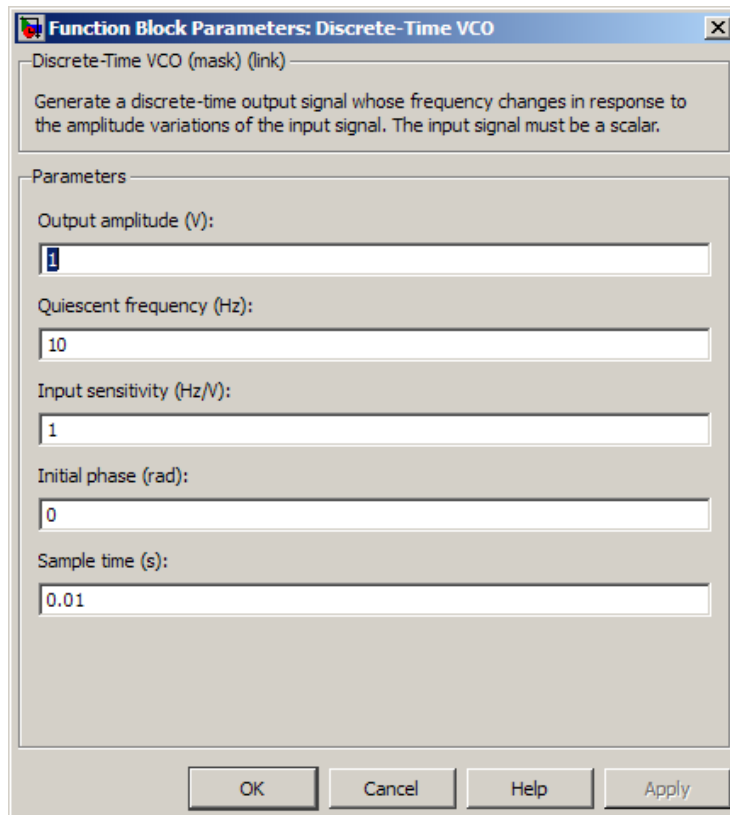 Function Block Parameters: Discrete-Time VCO
Discrete-Time VCO (mask) (link)
Generate a discrete-time output signal whose frequency changes in response to
the amplitude variations of the input signal. The input signal must be a scalar.
Parameters
Output amplitude (V):
1
Quiescent frequency (Hz):
10
Input sensitivity (Hz/V):
1
Initial phase (rad):
0
Sample time (s):
0.01
OK Cancel Help Apply